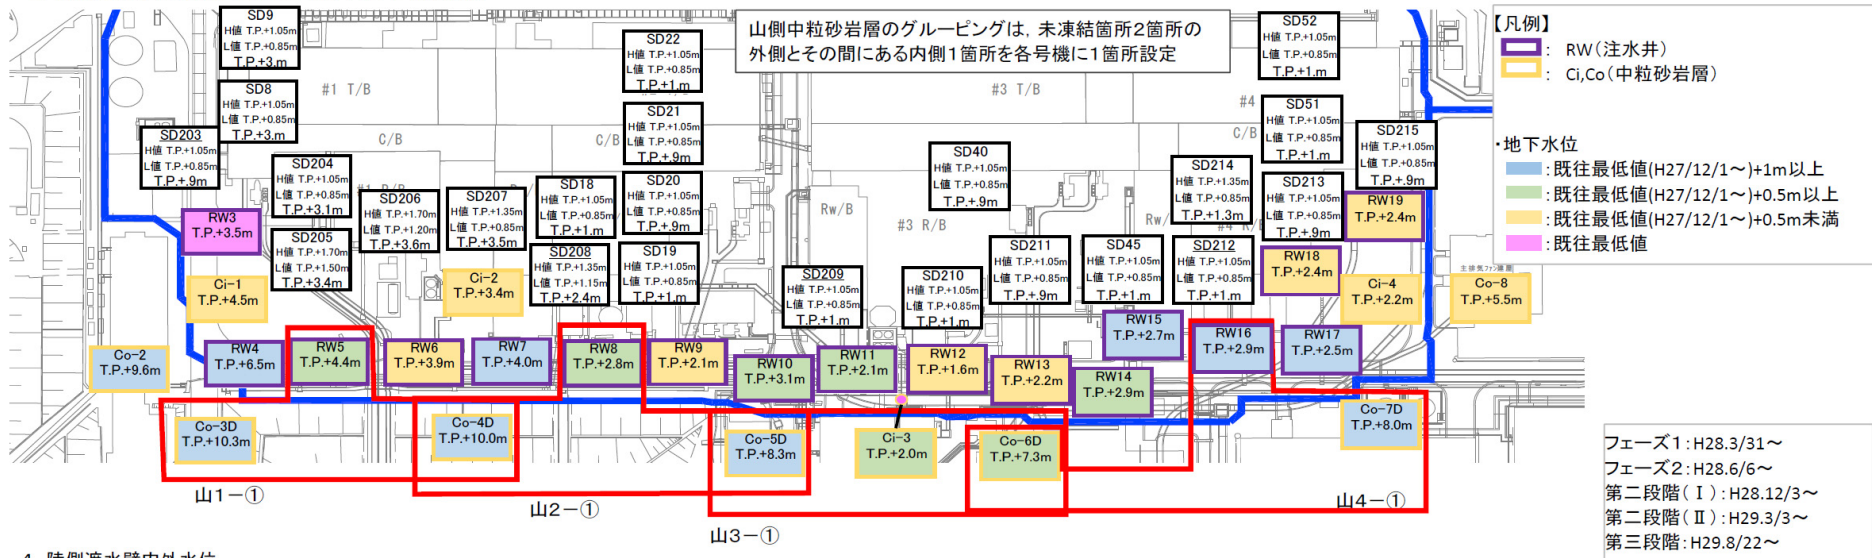 山側中粒砂岩層のグルーピングは，未凍結箇所2箇所の
外側とその間にある内側1箇所を各号機に1箇所設定
【凡例】
： RW（注水井）
： Ci,Co（中粒砂岩層）
・地下水位
：既往最低値(H27/12/1～)+1m以上
：既往最低値(H27/12/1～)+0.5m以上
：既往最低値(H27/12/1～)+0.5m未満
：既往最低値
SD9
H値 T.P.+1.05m
L値 T.P.+0.85m
T.P.+3.m
SD8
H値 T.P.+1.05m
L値 T.P.+0.85m
T.P.+3.m
SD203
H値 T.P.+1.05m
L値 T.P.+0.85m
T.P.+.9m
SD204
H値 T.P.+1.05m
L値 T.P.+0.85m
T.P.+3.1m
SD205
H値 T.P.+1.70m
L値 T.P.+1.50m
T.P.+3.4m
SD206
H値 T.P.+1.70m
L値 T.P.+1.20m
T.P.+3.6m
SD207
H値 T.P.+1.35m
L値 T.P.+0.85m
T.P.+3.5m
SD18
H値 T.P.+1.05m
L値 T.P.+0.85m
T.P.+1.m
SD208
H値 T.P.+1.35m
L値 T.P.+1.15m
T.P.+2.4m
SD22
H値 T.P.+1.05m
L値 T.P.+0.85m
T.P.+1.m
SD21
H値 T.P.+1.05m
L値 T.P.+0.85m
T.P.+.9m
SD20
H値 T.P.+1.05m
L値 T.P.+0.85m
T.P.+.9m
SD19
H値 T.P.+1.05m
L値 T.P.+0.85m
T.P.+1.m
SD209
H値 T.P.+1.05m
L値 T.P.+0.85m
T.P.+1.m
SD40
H値 T.P.+1.05m
L値 T.P.+0.85m
T.P.+.9m
SD210
H値 T.P.+1.05m
L値 T.P.+0.85m
T.P.+1.m
SD211
H値 T.P.+1.05m
L値 T.P.+0.85m
T.P.+.9m
SD45
H値 T.P.+1.05m
L値 T.P.+0.85m
T.P.+1.m
SD214
H値 T.P.+1.35m
L値 T.P.+0.85m
T.P.+1.3m
SD212
H値 T.P.+1.05m
L値 T.P.+0.85m
T.P.+1.m
SD52
H値 T.P.+1.05m
L値 T.P.+0.85m
T.P.+1.m
SD51
H値 T.P.+1.05m
L値 T.P.+0.85m
T.P.+1.m
SD213
H値 T.P.+1.05m
L値 T.P.+0.85m
T.P.+.9m
SD215
H値 T.P.+1.05m
L値 T.P.+0.85m
T.P.+.9m
#1 T/B
C/B
C/B
#3 T/B
Rw/B
#3 R/B
Rw/
#4
C/B
主排気ファン建屋
RW3
T.P.+3.5m
Ci-1
T.P.+4.5m
Ci-2
T.P.+3.4m
RW19
T.P.+2.4m
RW18
T.P.+2.4m
Ci-4
T.P.+2.2m
Co-8
T.P.+5.5m
Co-2
T.P.+9.6m
RW4
T.P.+6.5m
RW5
T.P.+4.4m
RW6
T.P.+3.9m
RW7
T.P.+4.0m
RW8
T.P.+2.8m
RW9
T.P.+2.1m
RW10
T.P.+3.1m
RW11
T.P.+2.1m
RW12
T.P.+1.6m
RW13
T.P.+2.2m
RW14
T.P.+2.9m
RW15
T.P.+2.7m
RW16
T.P.+2.9m
RW17
T.P.+2.5m
Co-3D
T.P.+10.3m
Co-4D
T.P.+10.0m
Co-5D
T.P.+8.3m
Ci-3
T.P.+2.0m
Co-6D
T.P.+7.3m
Co-7D
T.P.+8.0m
山1－①
山2－①
山3－①
山4－①
フェーズ1：H28.3/31～
フェーズ2：H28.6/6～
第二段階（Ⅰ）：H28.12/3～
第二段階（Ⅱ）：H29.3/3～
第三段階：H29.8/22～